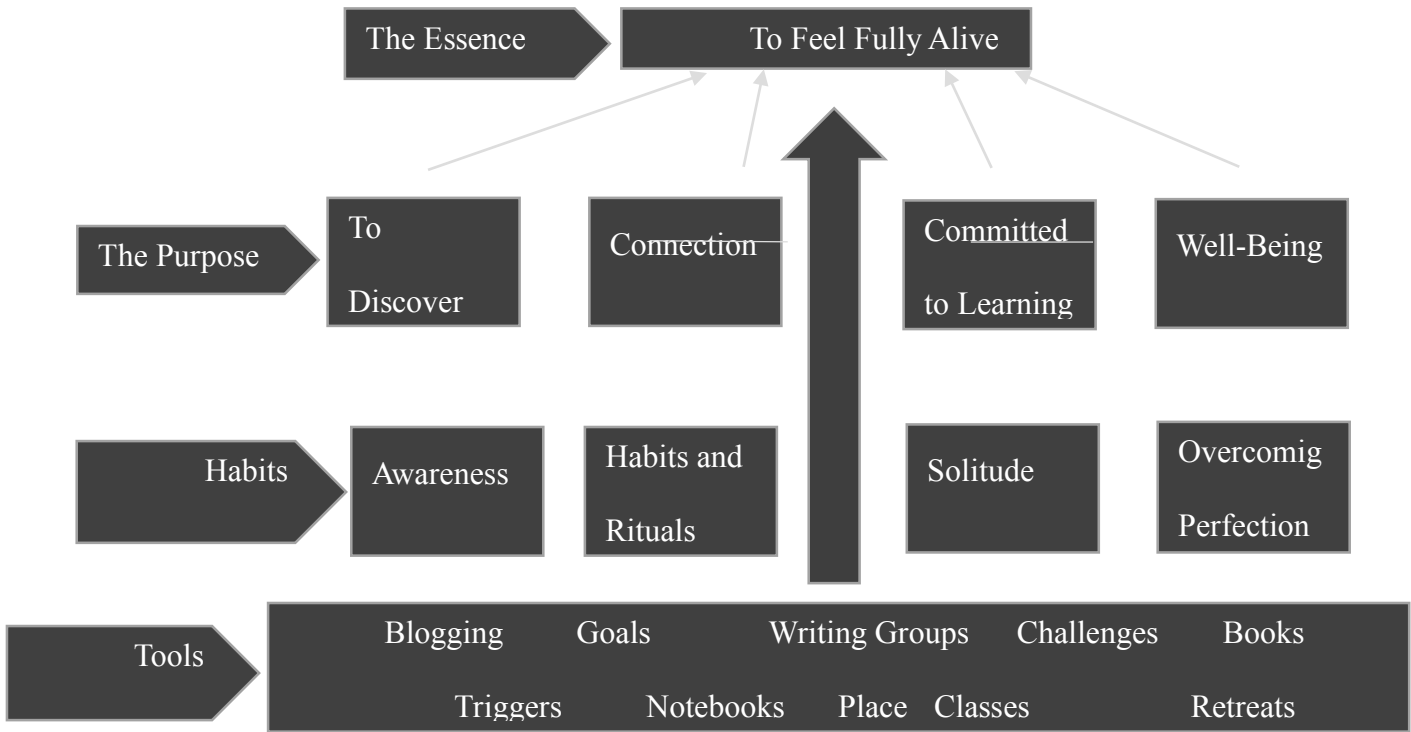 The Essence
To Feel Fully Alive
The Purpose
To
Discover
Connection
Committed
to Learning
Well-Being
Habits
Awareness
Habits and
Rituals
Solitude
Overcomig
Perfection
Tools
Blogging Goals Writing Groups Challenges Books
Triggers Notebooks Place Classes Retreats